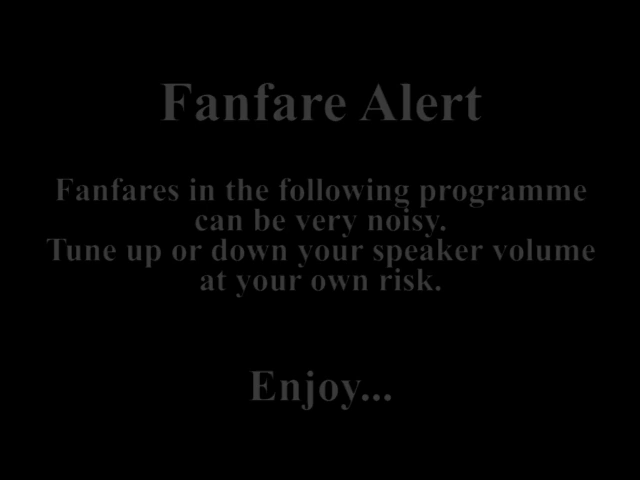 Fanfare Alert
Fanfares in the following programme
can be very noisy.
Tune up or down your speaker volume
at your own risk.
Enjoy...